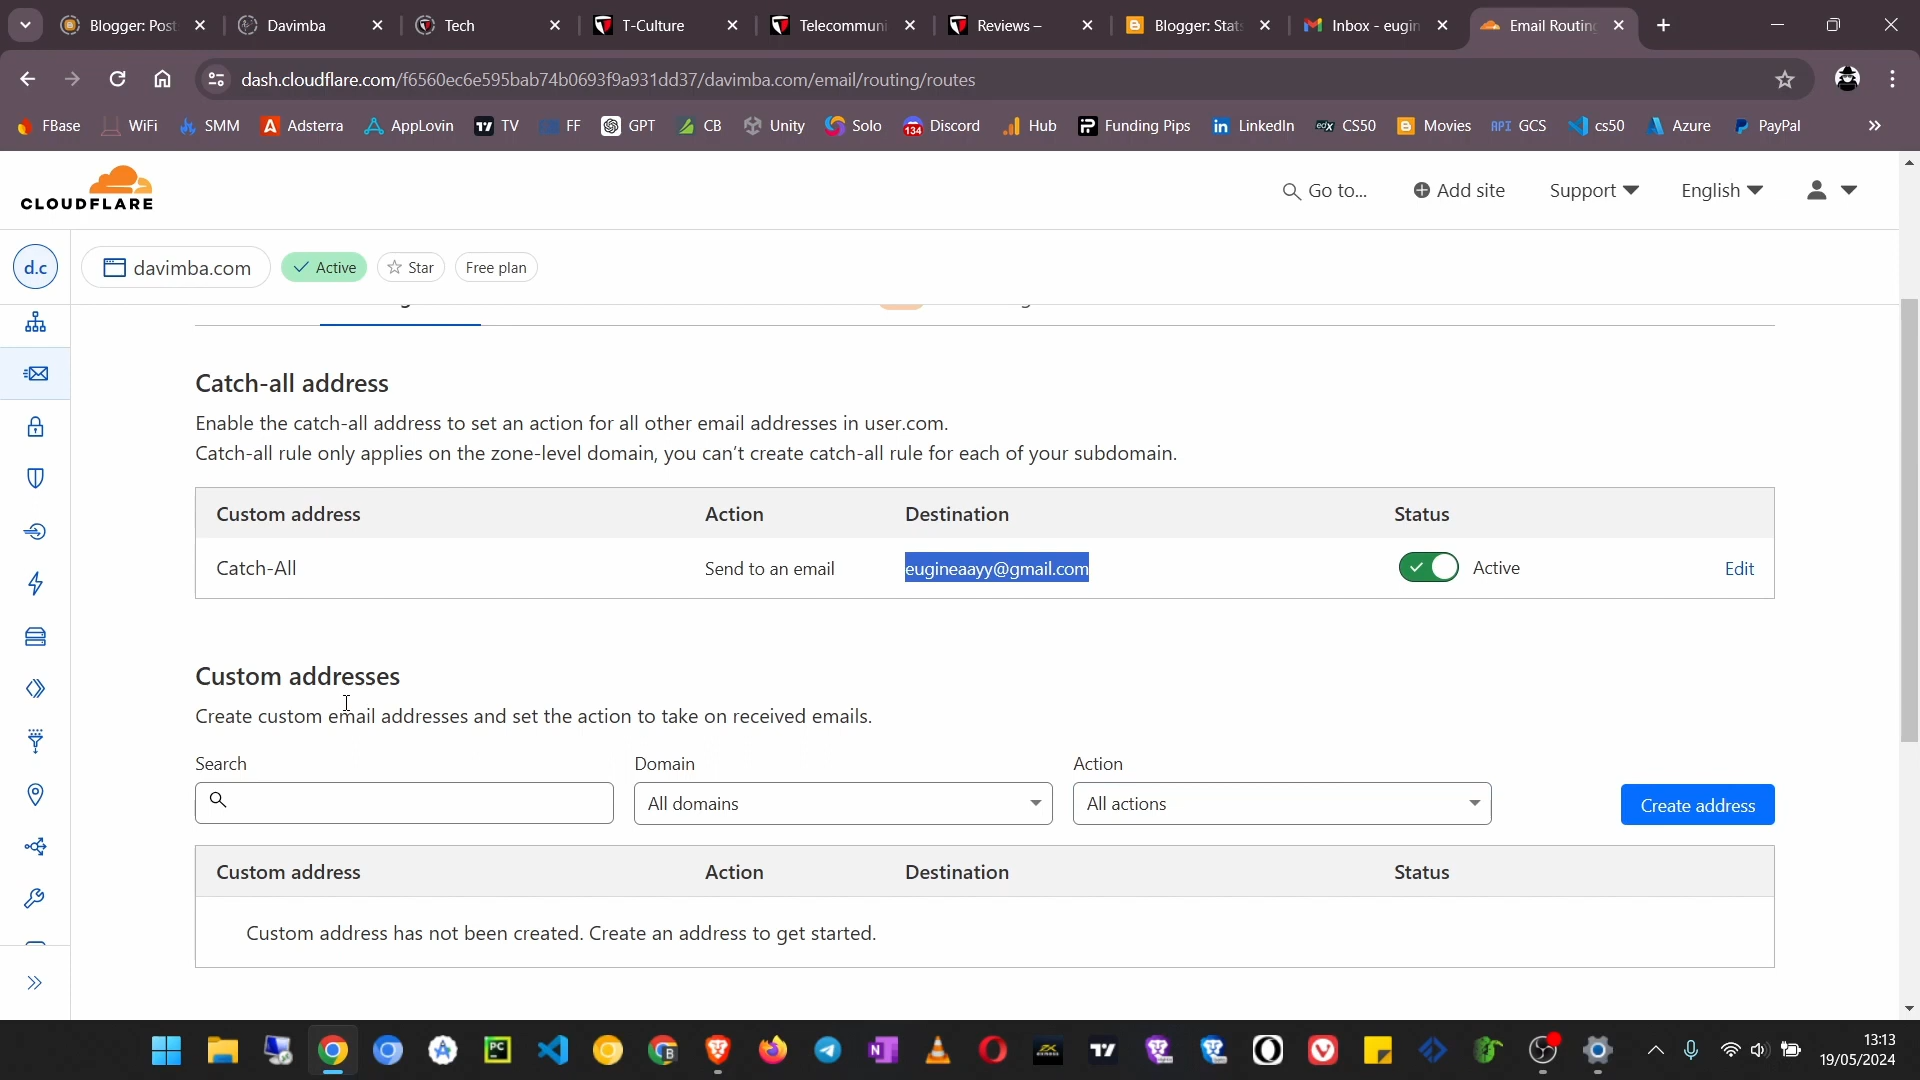 Blogger: Post
Davimba
Tech
T-Culture
Telecommuni
Reviews –
Blogger: Stats
Inbox - eugin
Email Routing
dash.cloudflare.com/f6560ec6e595bab74b0693f9a931dd37/davimba.com/email/routing/routes
FBase
WiFi
SMM
Adsterra
AppLovin
TV
FF
GPT
CB
Unity
Solo
134
Discord
Hub
Funding Pips
LinkedIn
edX
CS50
Movies
API
GCS
cs50
Azure
PayPal
CLOUDFLARE
Go to...
Add site
Support
English
d.c
davimba.com
Active
Star
Free plan
Catch-all address
Enable the catch-all address to set an action for all other email addresses in user.com.
Catch-all rule only applies on the zone-level domain, you can't create catch-all rule for each of your subdomain.
Custom address Action Destination Status
Catch-All Send to an email eugineaayy@gmail.com Active Edit
Custom addresses
Create custom email addresses and set the action to take on received emails.
Search
Domain
Action
All domains
All actions
Create address
Custom address Action Destination Status
Custom address has not been created. Create an address to get started.
13:13
19/05/2024